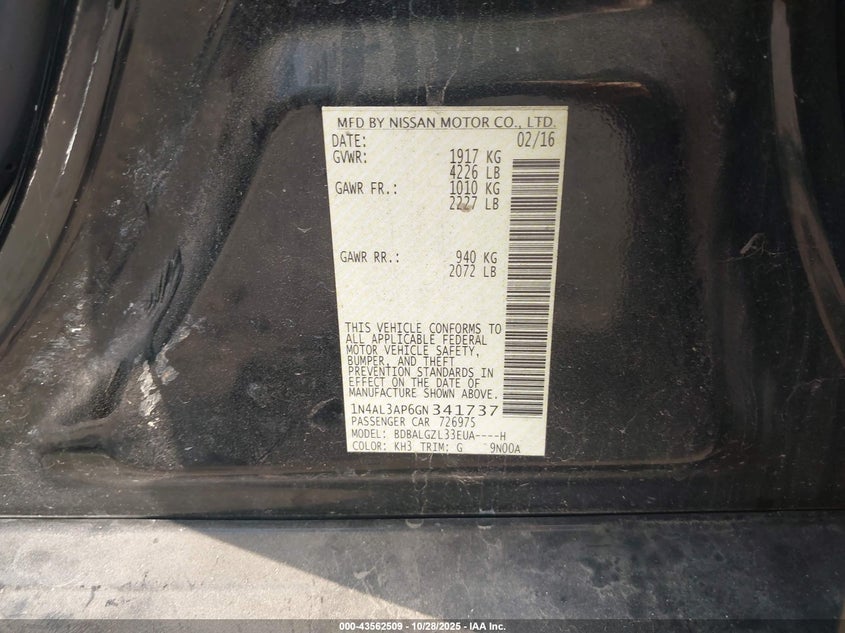 MFD BY NISSAN MOTOR CO., LTD.
DATE: 02/16
GVWR: 1917 KG
4226 LB
GAWR FR.: 1010 KG
2227 LB
GAWR RR.: 940 KG
2072 LB
THIS VEHICLE CONFORMS TO
ALL APPLICABLE FEDERAL
MOTOR VEHICLE SAFETY,
BUMPER, AND THEFT
PREVENTION STANDARDS IN
EFFECT ON THE DATE OF
MANUFACTURE SHOWN ABOVE.
1N4AL3AP6GN341737
PASSENGER CAR 726975
MODEL: BDBALGZL33EUA----H
COLOR: KH3 TRIM: G 9N00A
000-43562509 - 10/28/2025 - IAA Inc.